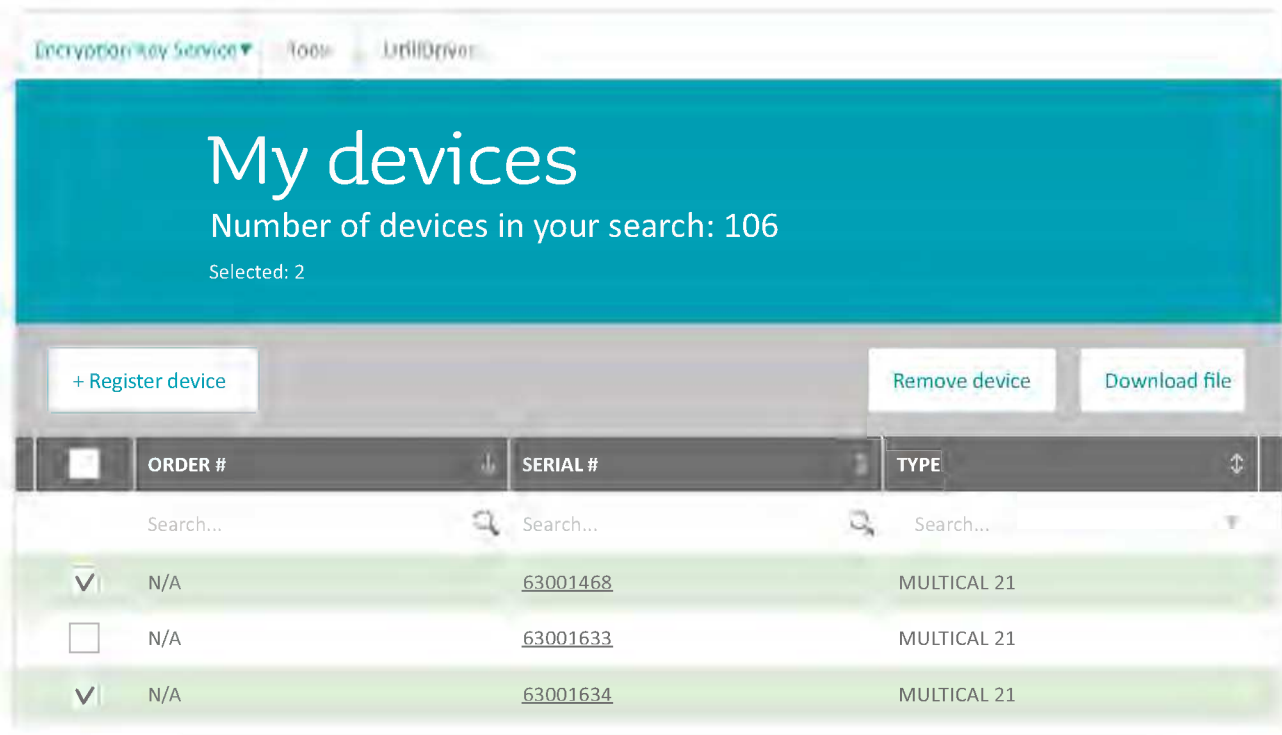 Encryption Key Service▼
My devices
Number of devices in your search: 106
Selected: 2
+ Register device Remove device Download file
ORDER # SERIAL # TYPE
Search... Search... Search...
N/A 63001468 MULTICAL 21
N/A 63001633 MULTICAL 21
N/A 63001634 MULTICAL 21